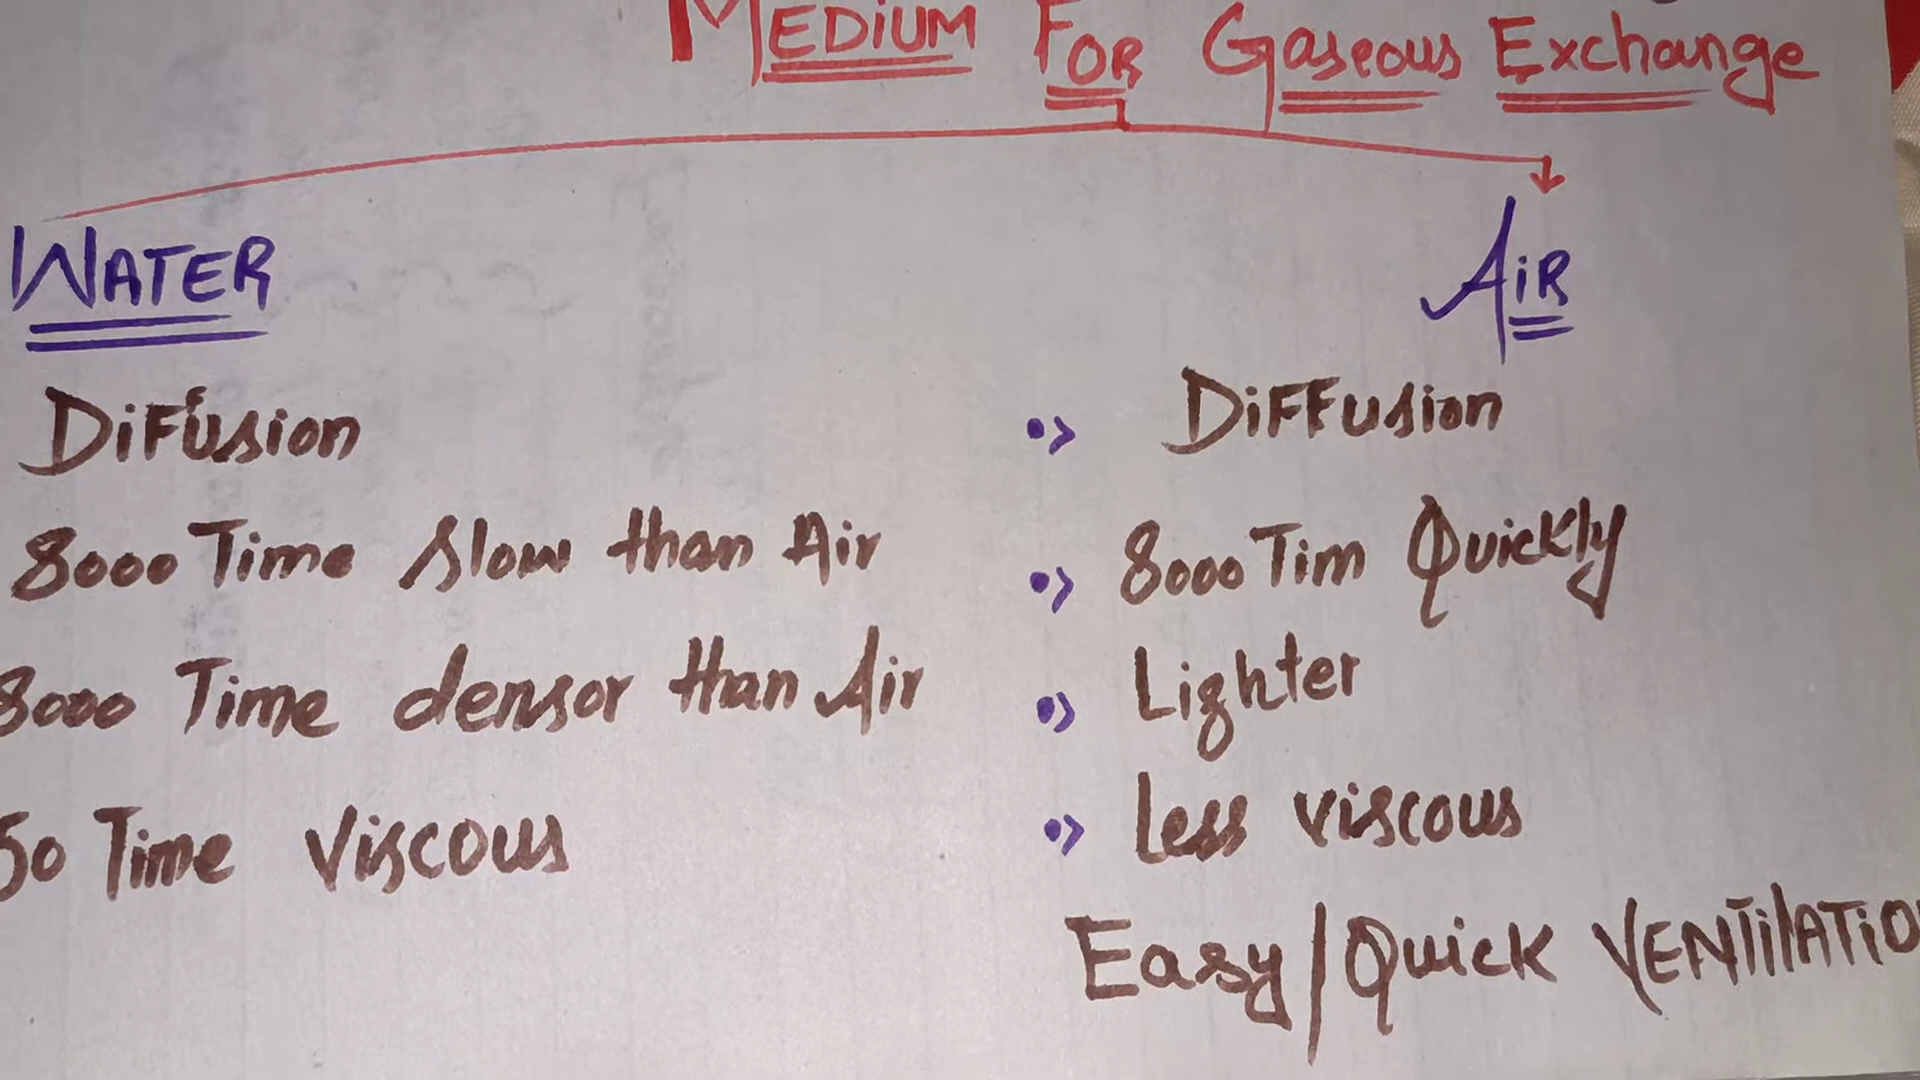 MEDIUM FOR Gaseous Exchange
WATER
AIR
DiFusion
8000 Time slow than Air
8000 Time densor than Air
50 Time Viscous
•> DiFFusion
•> 8000 Tim Quickly
•> Lighter
•> less viscous
Easy/Quick VENTilATiO